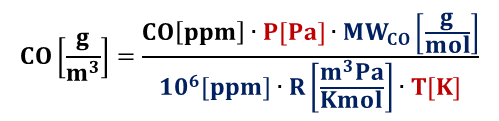 CO[g/m³] = CO[ppm] · P[Pa] · MW_CO[g/mol] / 10⁶[ppm] · R[m³Pa/Kmol] · T[K]